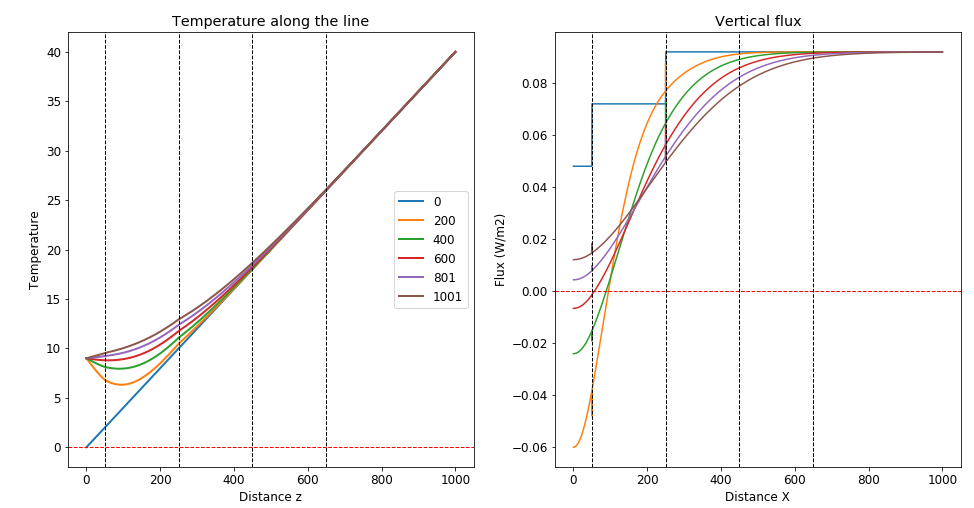 Temperature along the line
Temperature
40
35
30
25
20
15
10
5
0
0 200 400 600 800 1000
Distance z
0
200
400
600
801
1001
Vertical flux
Flux (W/m2)
0.08
0.06
0.04
0.02
0.00
−0.02
−0.04
−0.06
0 200 400 600 800 1000
Distance X